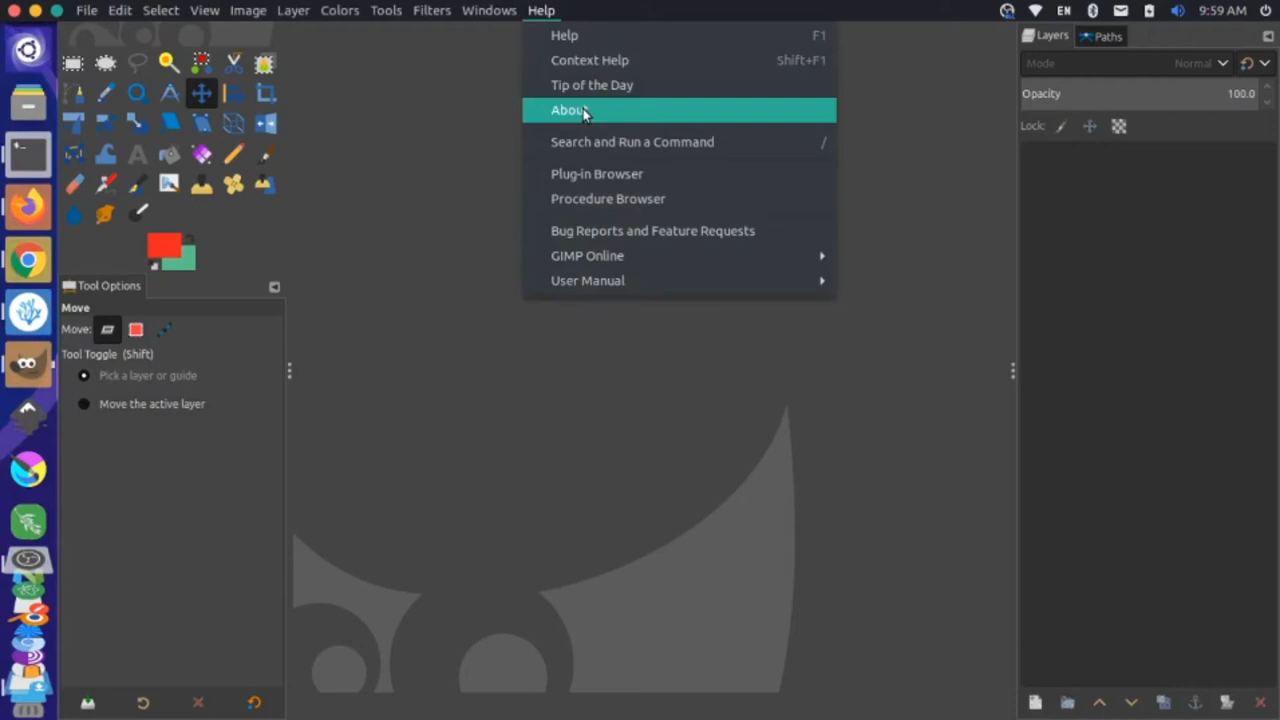 File Edit Select View Image Layer Colors Tools Filters Windows Help
EN 9:59 AM
Help F1
Context Help Shift+F1
Tip of the Day
About
Search and Run a Command /
Plug-in Browser
Procedure Browser
Bug Reports and Feature Requests
GIMP Online
User Manual
Tool Options
Move
Move:
Tool Toggle (Shift)
Pick a layer or guide
Move the active layer
Layers Paths
Mode Normal
Opacity 100.0
Lock: